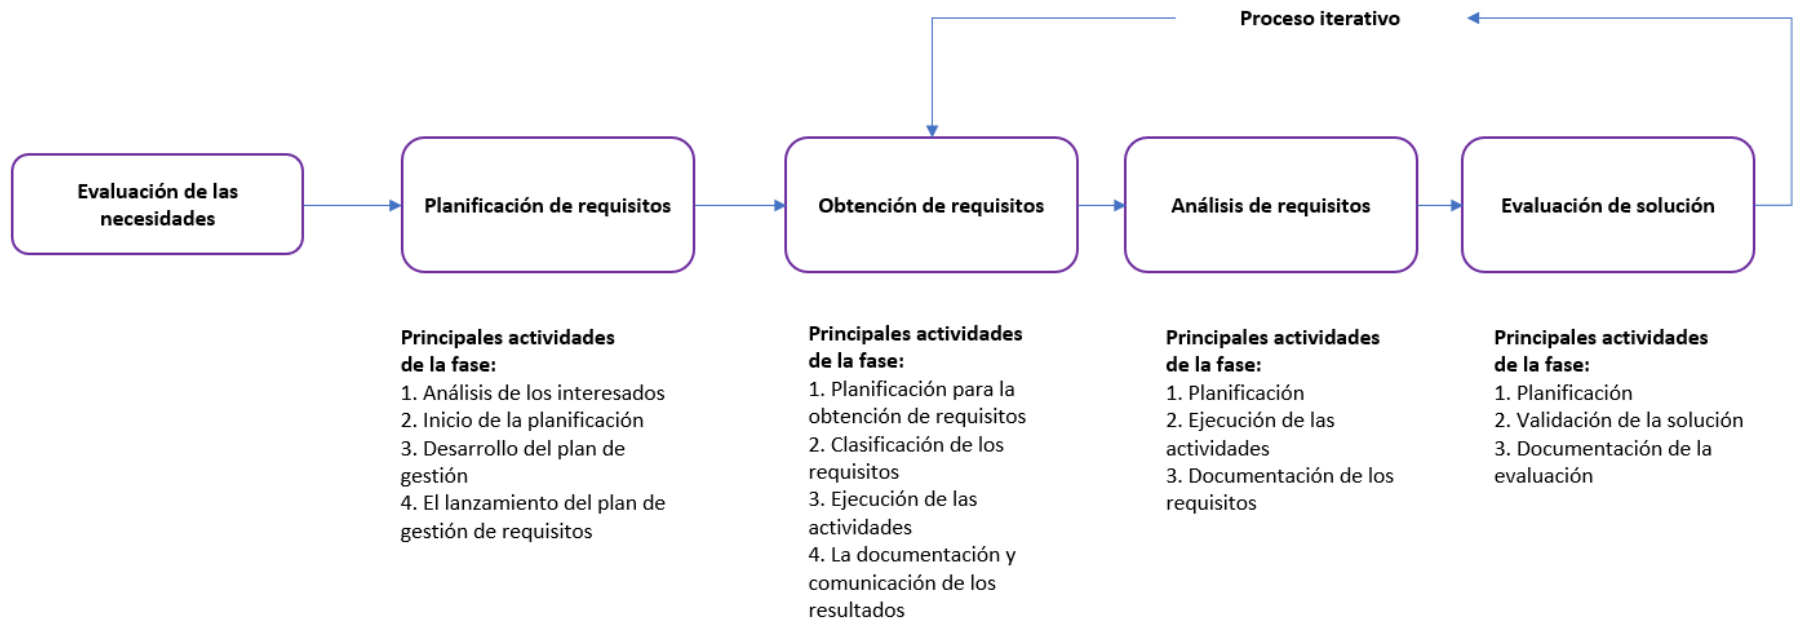 Proceso iterativo
Evaluación de las
necesidades
Planificación de requisitos
Obtención de requisitos
Análisis de requisitos
Evaluación de solución
Principales actividades
de la fase:
1. Análisis de los interesados
2. Inicio de la planificación
3. Desarrollo del plan de
gestión
4. El lanzamiento del plan de
gestión de requisitos
Principales actividades
de la fase:
1. Planificación para la
obtención de requisitos
2. Clasificación de los
requisitos
3. Ejecución de las
actividades
4. La documentación y
comunicación de los
resultados
Principales actividades
de la fase:
1. Planificación
2. Ejecución de las
actividades
3. Documentación de los
requisitos
Principales actividades
de la fase:
1. Planificación
2. Validación de la solución
3. Documentación de la
evaluación